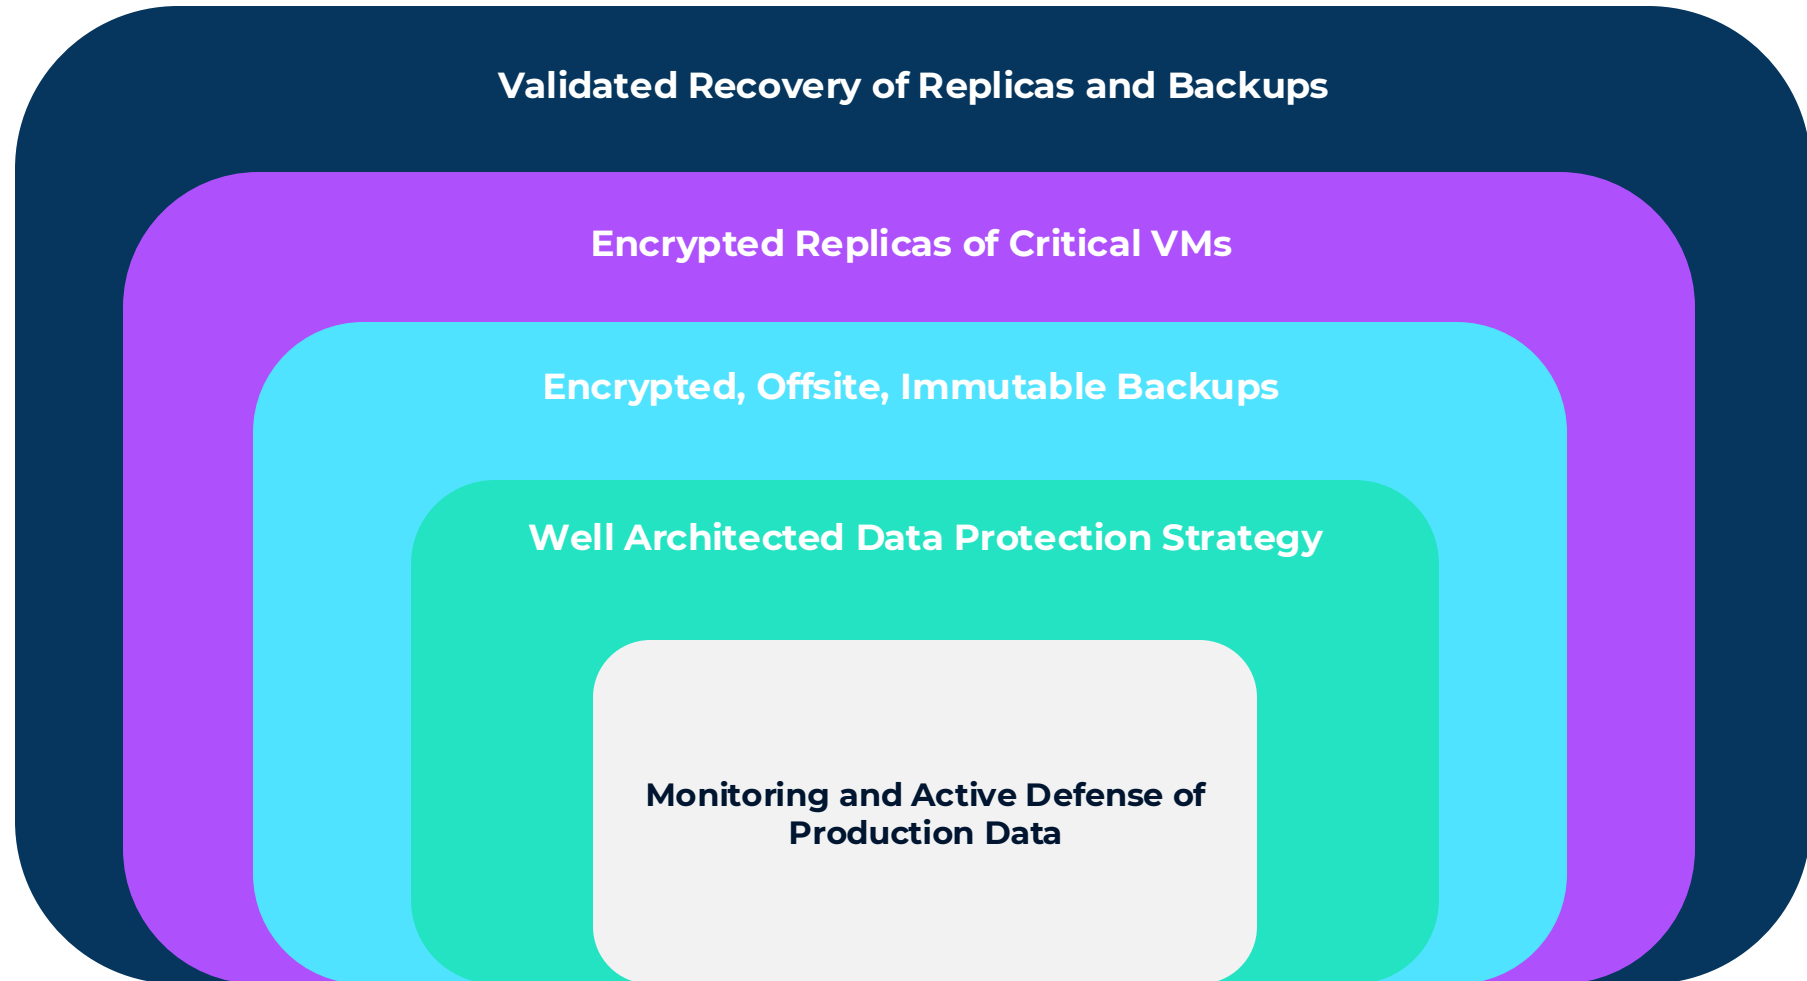 Validated Recovery of Replicas and Backups
Encrypted Replicas of Critical VMs
Encrypted, Offsite, Immutable Backups
Well Architected Data Protection Strategy
Monitoring and Active Defense of
Production Data